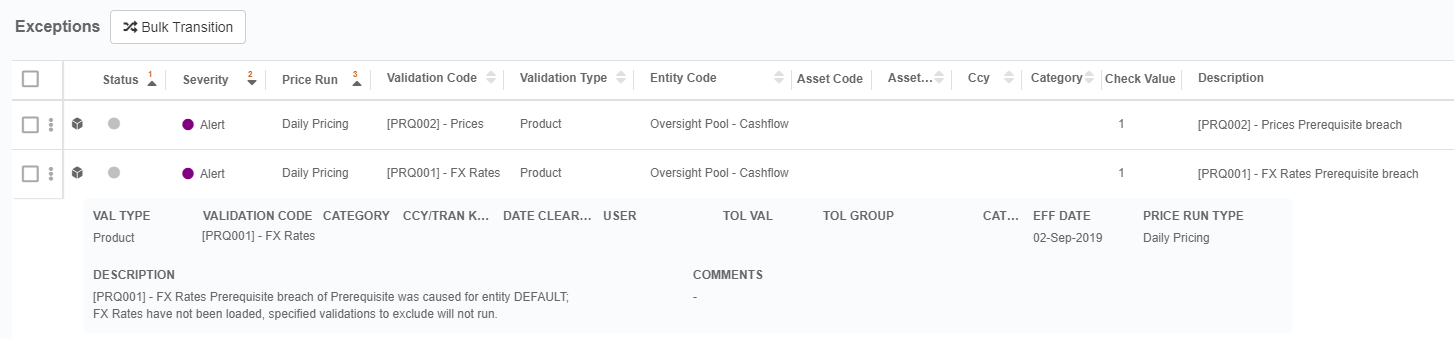 Exceptions Bulk Transition
Status 1 Severity 2 Price Run 3 Validation Code Validation Type Entity Code Asset Code Asset... Ccy Category Check Value Description
Alert Daily Pricing [PRQ002] - Prices Product Oversight Pool - Cashflow 1 [PRQ002] - Prices Prerequisite breach
Alert Daily Pricing [PRQ001] - FX Rates Product Oversight Pool - Cashflow 1 [PRQ001] - FX Rates Prerequisite breach
VAL TYPE VALIDATION CODE CATEGORY CCY/TRAN K... DATE CLEAR... USER TOL VAL TOL GROUP CAT... EFF DATE PRICE RUN TYPE
Product [PRQ001] - FX Rates 02-Sep-2019 Daily Pricing
DESCRIPTION COMMENTS
[PRQ001] - FX Rates Prerequisite breach of Prerequisite was caused for entity DEFAULT; -
FX Rates have not been loaded, specified validations to exclude will not run.